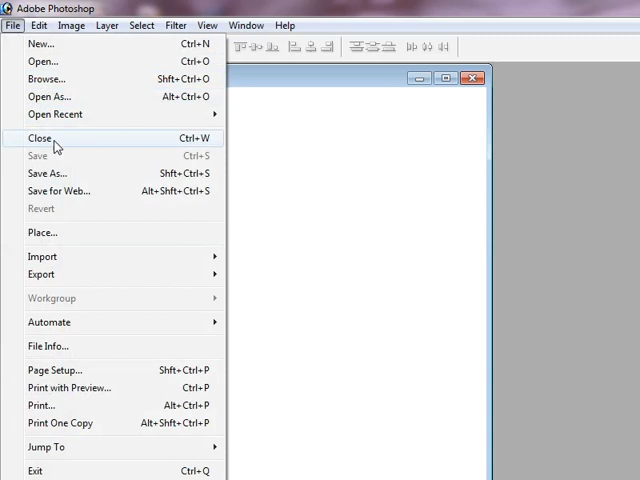 Adobe Photoshop
File Edit Image Layer Select Filter View Window Help
New... Ctrl+N
Open... Ctrl+O
Browse... Shft+Ctrl+O
Open As... Alt+Ctrl+O
Open Recent
Close Ctrl+W
Save Ctrl+S
Save As... Shft+Ctrl+S
Save for Web... Alt+Shft+Ctrl+S
Revert
Place...
Import
Export
Workgroup
Automate
File Info...
Page Setup... Shft+Ctrl+P
Print with Preview... Ctrl+P
Print... Alt+Ctrl+P
Print One Copy Alt+Shft+Ctrl+P
Jump To
Exit Ctrl+Q